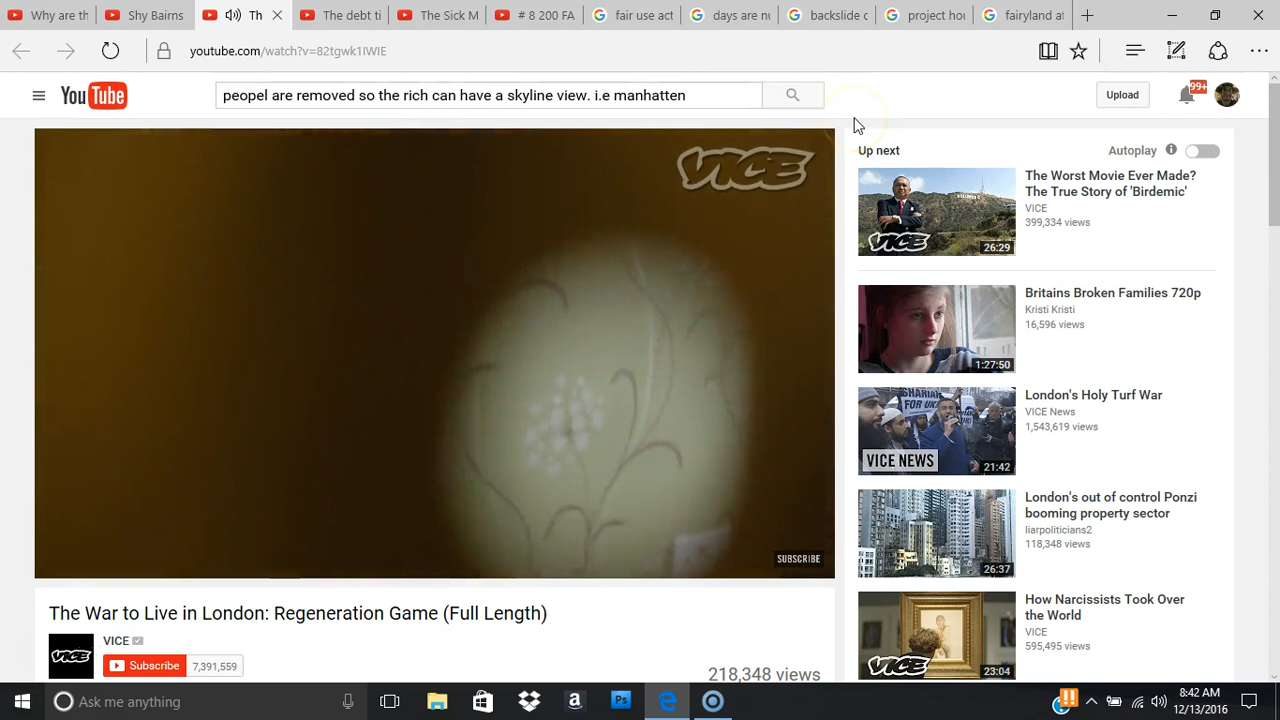 Why are th
Shy Bairns
Th
The debt ti
The Sick M
# 8 200 FA
fair use act
days are nu
backslide o
project hou
fairyland at
youtube.com/watch?v=82tgwk1IWIE
YouTube
peopel are removed so the rich can have a skyline view. i.e manhatten
Upload
99+
VICE
SUBSCRIBE
Up next
Autoplay
The Worst Movie Ever Made?
The True Story of 'Birdemic'
VICE
399,334 views
VICE
26:29
Britains Broken Families 720p
Kristi Kristi
16,596 views
1:27:50
London's Holy Turf War
VICE News
1,543,619 views
SHARIAH
FOR UK
VICE NEWS
21:42
London's out of control Ponzi
booming property sector
liarpoliticians2
118,348 views
26:37
How Narcissists Took Over
the World
VICE
595,495 views
VICE
23:04
The War to Live in London: Regeneration Game (Full Length)
VICE
VICE
Subscribe
7,391,559
218,348 views
Ask me anything
Ps
8:42 AM
12/13/2016